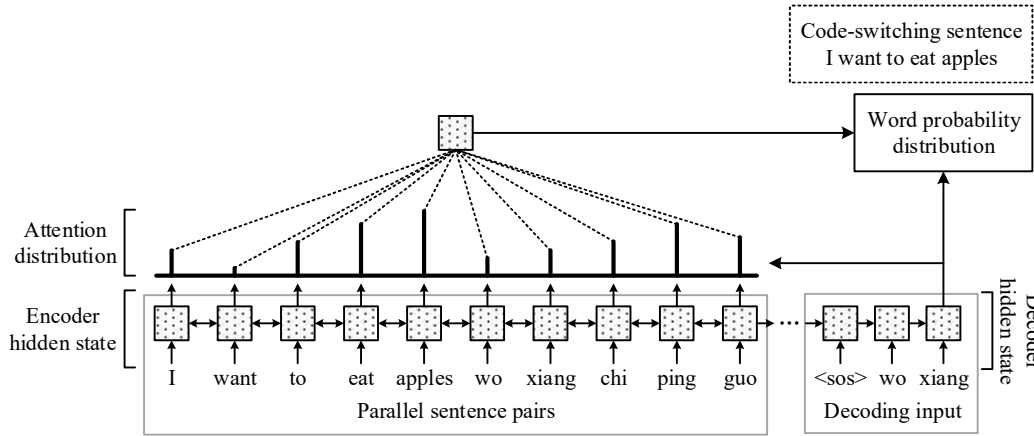 Code-switching sentence
I want to eat apples
Word probability
distribution
Attention
distribution
Encoder
hidden state
I want to eat apples wo xiang chi ping guo
Parallel sentence pairs
...
<sos> wo xiang
Decoding input
Decoder
hidden state